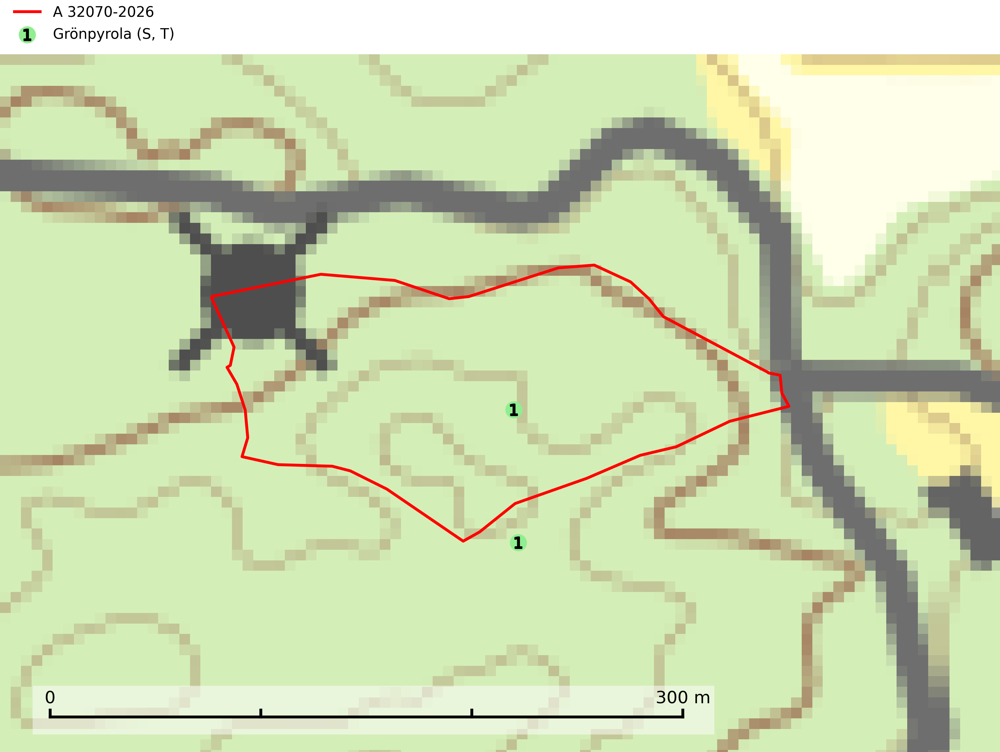 A 32070-2026
1 Grönpyrola (S, T)
1
1
0 300 m